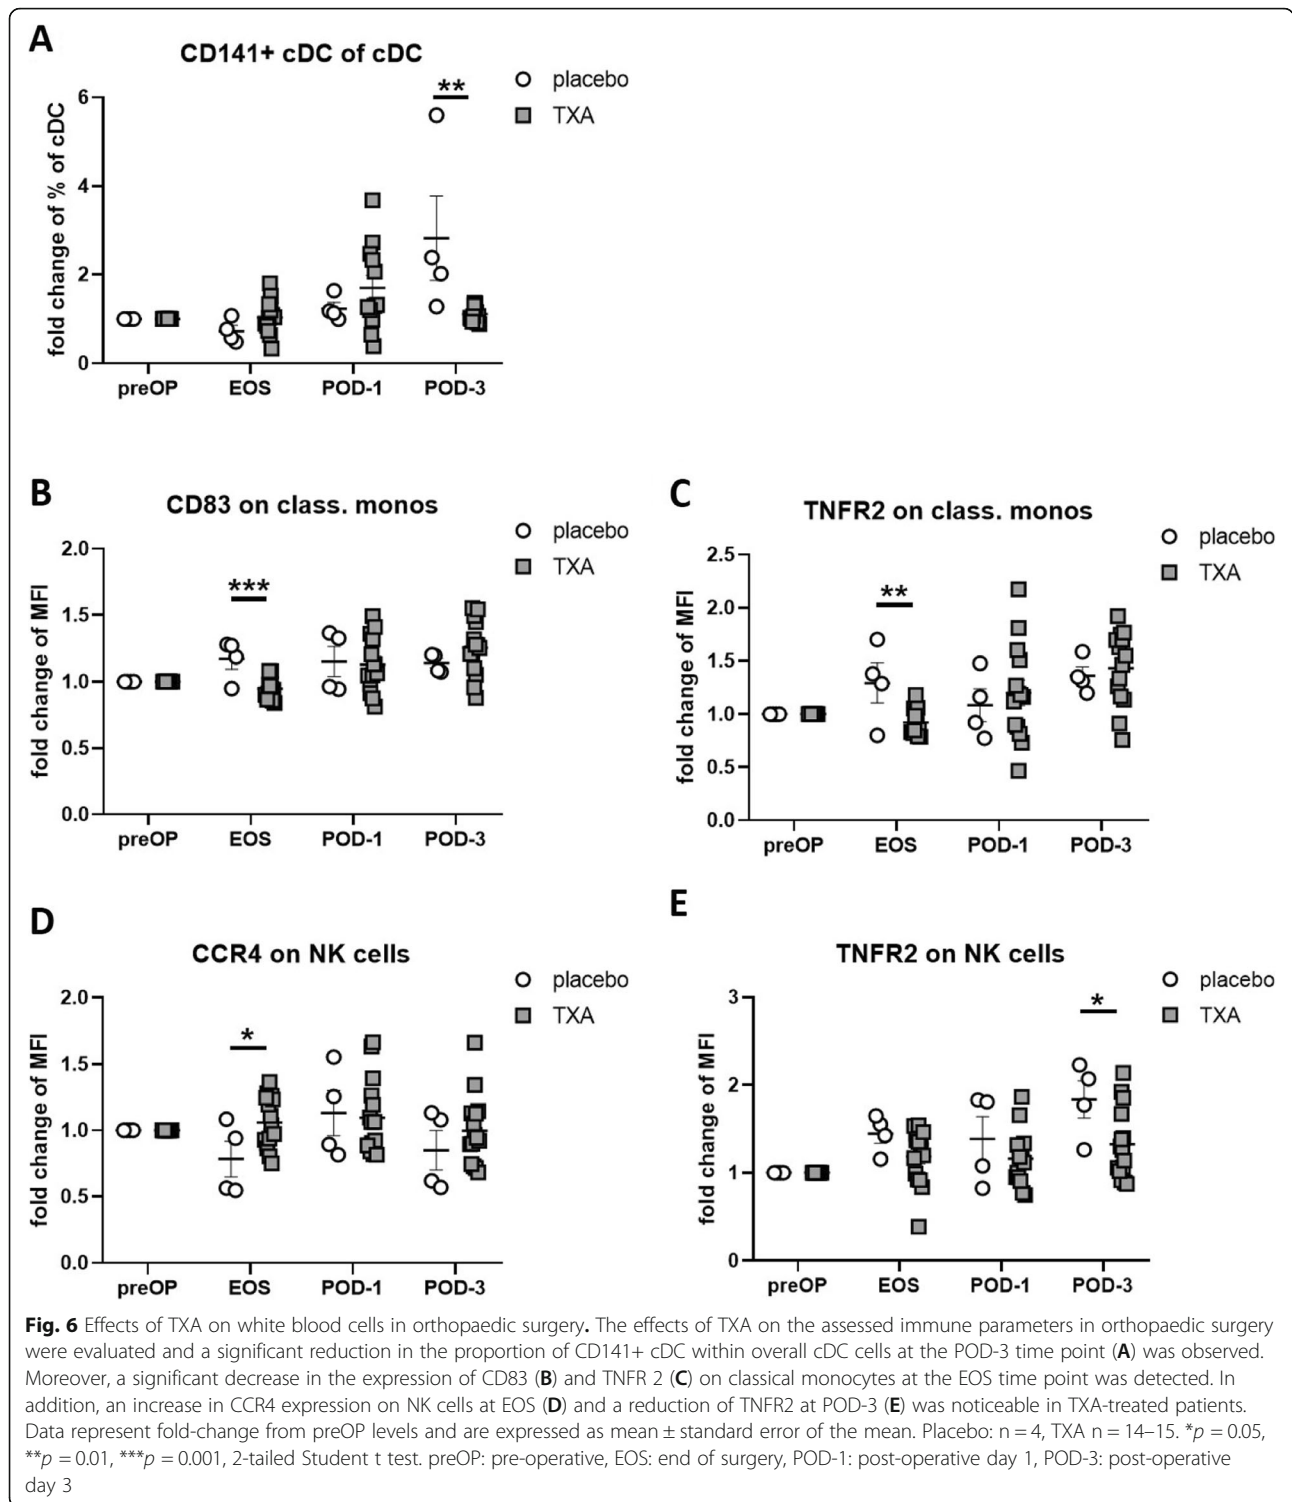 A
CD141+ cDC of cDC
placebo
TXA
**
fold change of % of cDC
6
4
2
0
preOP
EOS
POD-1
POD-3
B
CD83 on class. monos
placebo
TXA
***
fold change of MFI
2.0
1.5
1.0
0.5
0.0
preOP
EOS
POD-1
POD-3
C
TNFR2 on class. monos
placebo
TXA
**
fold change of MFI
2.5
2.0
1.5
1.0
0.5
0.0
preOP
EOS
POD-1
POD-3
D
CCR4 on NK cells
placebo
TXA
*
fold change of MFI
2.0
1.5
1.0
0.5
0.0
preOP
EOS
POD-1
POD-3
E
TNFR2 on NK cells
placebo
TXA
*
fold change of MFI
3
2
1
0
preOP
EOS
POD-1
POD-3
Fig. 6 Effects of TXA on white blood cells in orthopaedic surgery. The effects of TXA on the assessed immune parameters in orthopaedic surgery
were evaluated and a significant reduction in the proportion of CD141+ cDC within overall cDC cells at the POD-3 time point (A) was observed.
Moreover, a significant decrease in the expression of CD83 (B) and TNFR 2 (C) on classical monocytes at the EOS time point was detected. In
addition, an increase in CCR4 expression on NK cells at EOS (D) and a reduction of TNFR2 at POD-3 (E) was noticeable in TXA-treated patients.
Data represent fold-change from preOP levels and are expressed as mean ± standard error of the mean. Placebo: n = 4, TXA n = 14–15. *p = 0.05,
**p = 0.01, ***p = 0.001, 2-tailed Student t test. preOP: pre-operative, EOS: end of surgery, POD-1: post-operative day 1, POD-3: post-operative
day 3